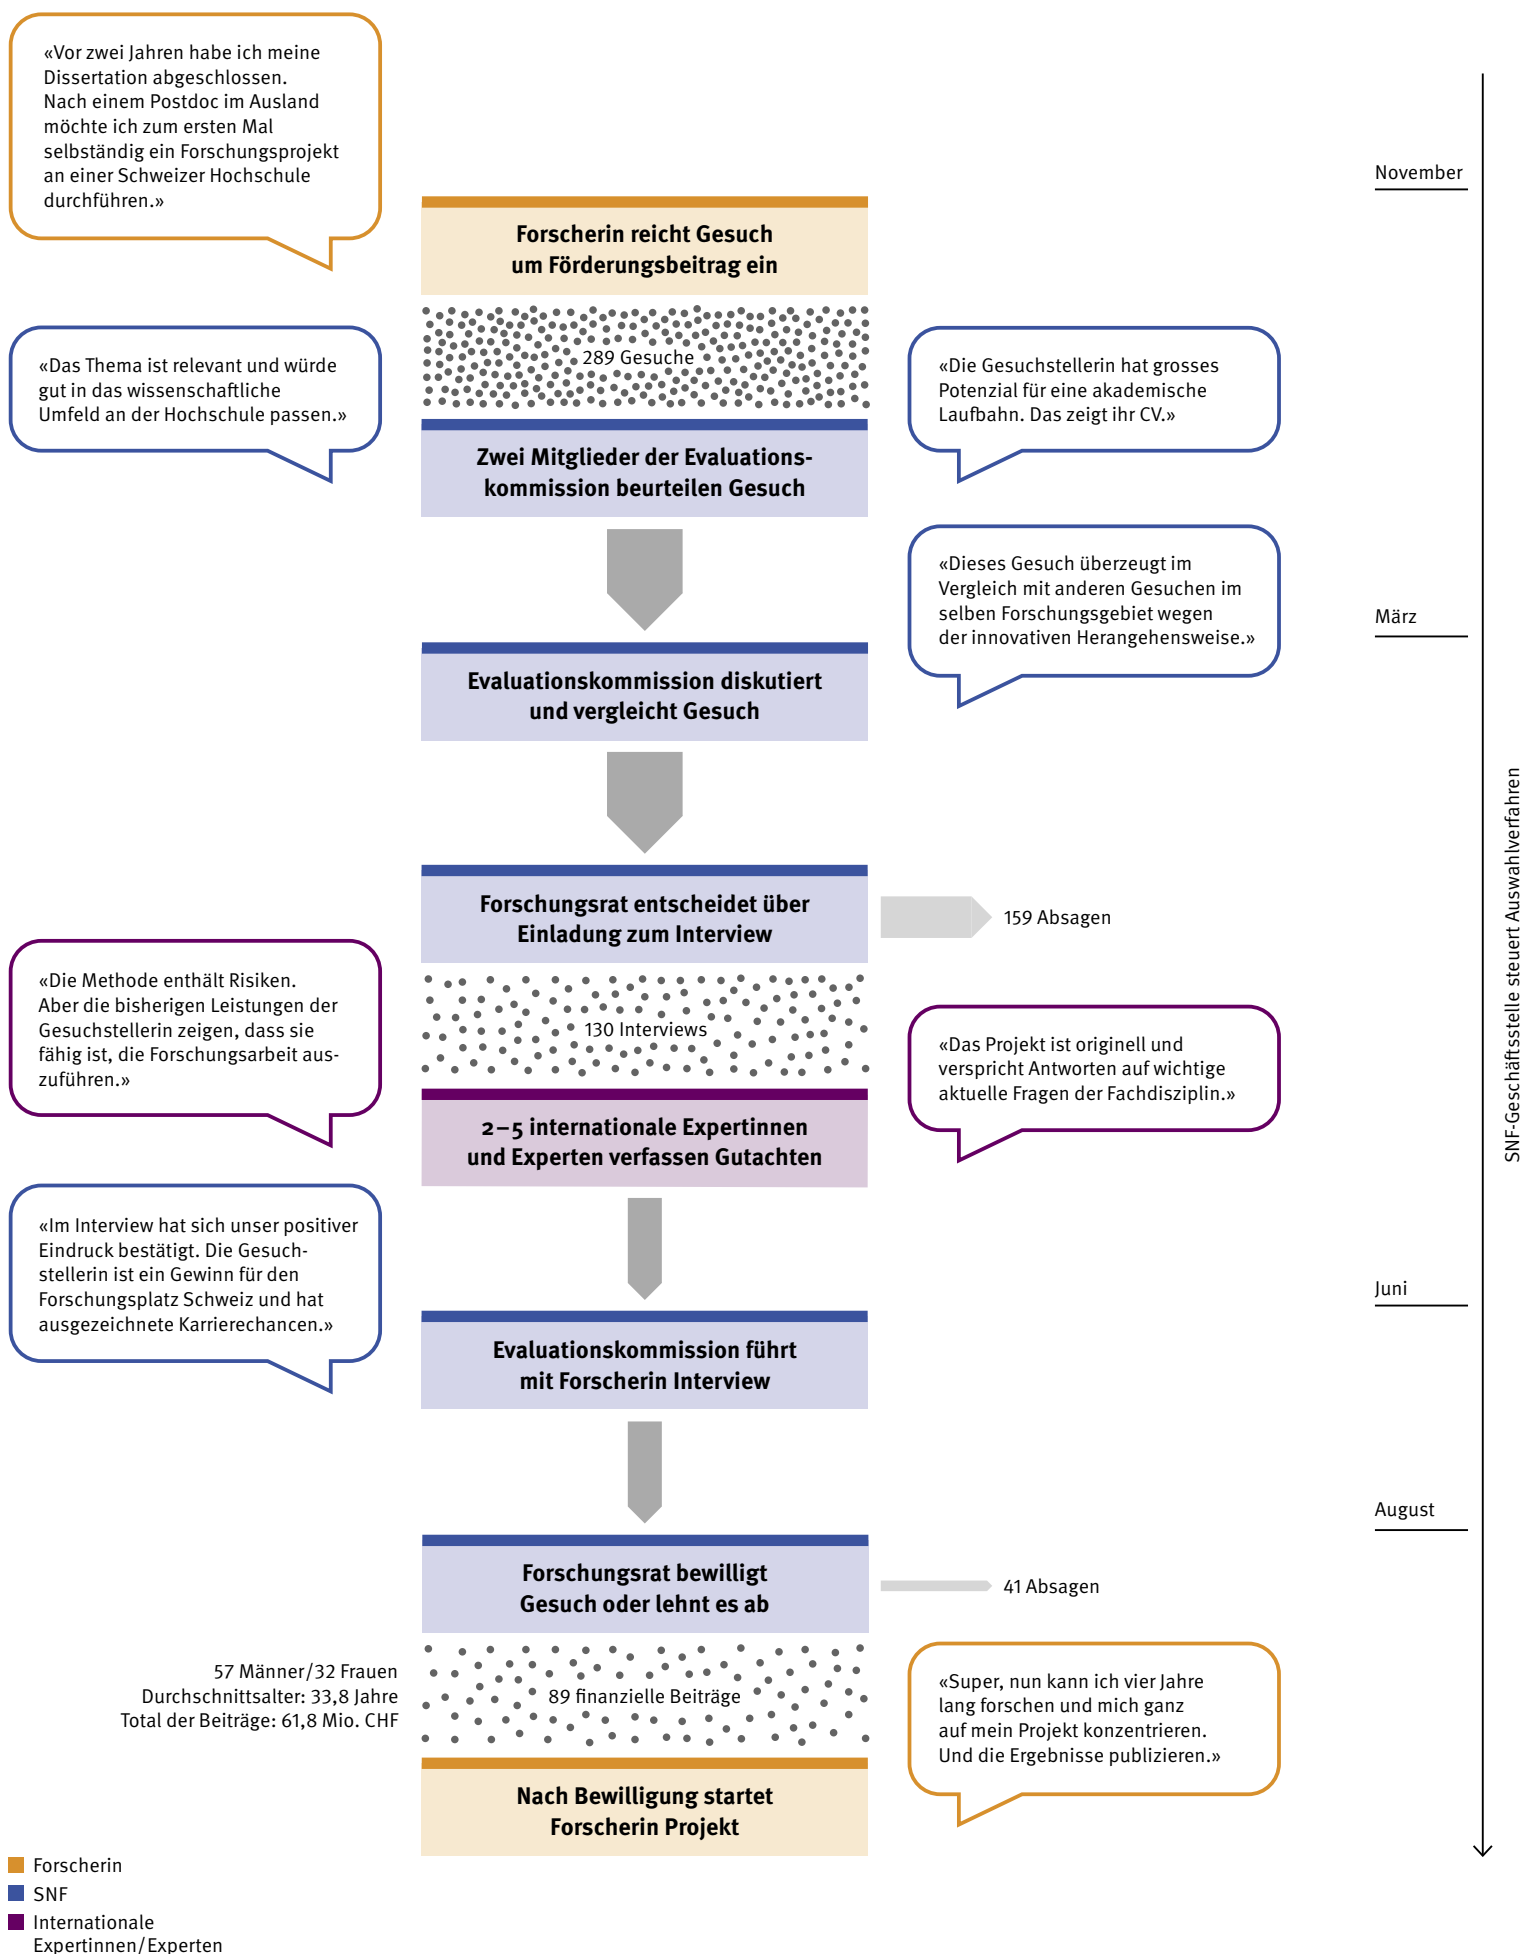 «Vor zwei Jahren habe ich meine
Dissertation abgeschlossen.
Nach einem Postdoc im Ausland
möchte ich zum ersten Mal
selbständig ein Forschungsprojekt
an einer Schweizer Hochschule
durchführen.»
November
Forscherin reicht Gesuch
um Förderungsbeitrag ein
289 Gesuche
«Das Thema ist relevant und würde
gut in das wissenschaftliche
Umfeld an der Hochschule passen.»
«Die Gesuchstellerin hat grosses
Potenzial für eine akademische
Laufbahn. Das zeigt ihr CV.»
Zwei Mitglieder der Evaluations-
kommission beurteilen Gesuch
«Dieses Gesuch überzeugt im
Vergleich mit anderen Gesuchen im
selben Forschungsgebiet wegen
der innovativen Herangehensweise.»
März
Evaluationskommission diskutiert
und vergleicht Gesuch
SNF-Geschäftsstelle steuert Auswahlverfahren
Forschungsrat entscheidet über
Einladung zum Interview
159 Absagen
130 Interviews
«Die Methode enthält Risiken.
Aber die bisherigen Leistungen der
Gesuchstellerin zeigen, dass sie
fähig ist, die Forschungsarbeit aus-
zuführen.»
«Das Projekt ist originell und
verspricht Antworten auf wichtige
aktuelle Fragen der Fachdisziplin.»
2–5 internationale Expertinnen
und Experten verfassen Gutachten
«Im Interview hat sich unser positiver
Eindruck bestätigt. Die Gesuch-
stellerin ist ein Gewinn für den
Forschungsplatz Schweiz und hat
ausgezeichnete Karrierechancen.»
Juni
Evaluationskommission führt
mit Forscherin Interview
August
Forschungsrat bewilligt
Gesuch oder lehnt es ab
41 Absagen
57 Männer/32 Frauen
Durchschnittsalter: 33,8 Jahre
Total der Beiträge: 61,8 Mio. CHF
89 finanzielle Beiträge
«Super, nun kann ich vier Jahre
lang forschen und mich ganz
auf mein Projekt konzentrieren.
Und die Ergebnisse publizieren.»
Nach Bewilligung startet
Forscherin Projekt
Forscherin
SNF
Internationale
Expertinnen/Experten